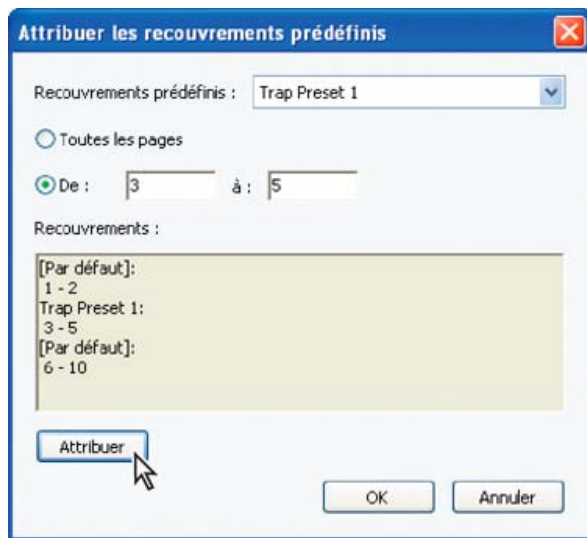 Attribuer les recouvrements prédéfinis
Recouvrements prédéfinis : Trap Preset 1
Toutes les pages
De : 3 à : 5
Recouvrements :
[Par défaut]:
1 - 2
Trap Preset 1:
3 - 5
[Par défaut]:
6 - 10
Attribuer
OK Annuler